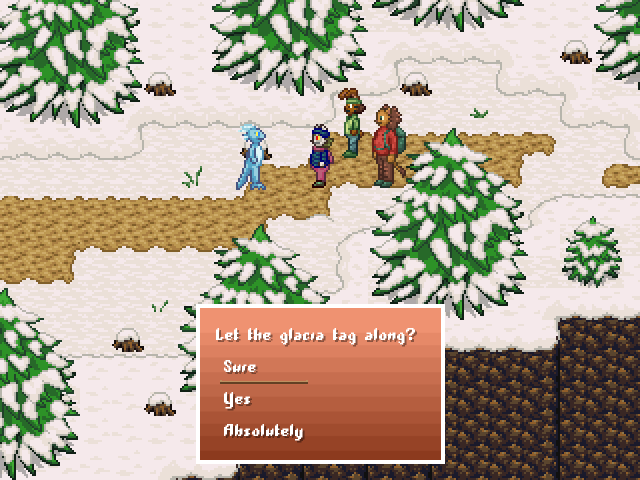 Let the glacia tag along?
Sure
Yes
Absolutely